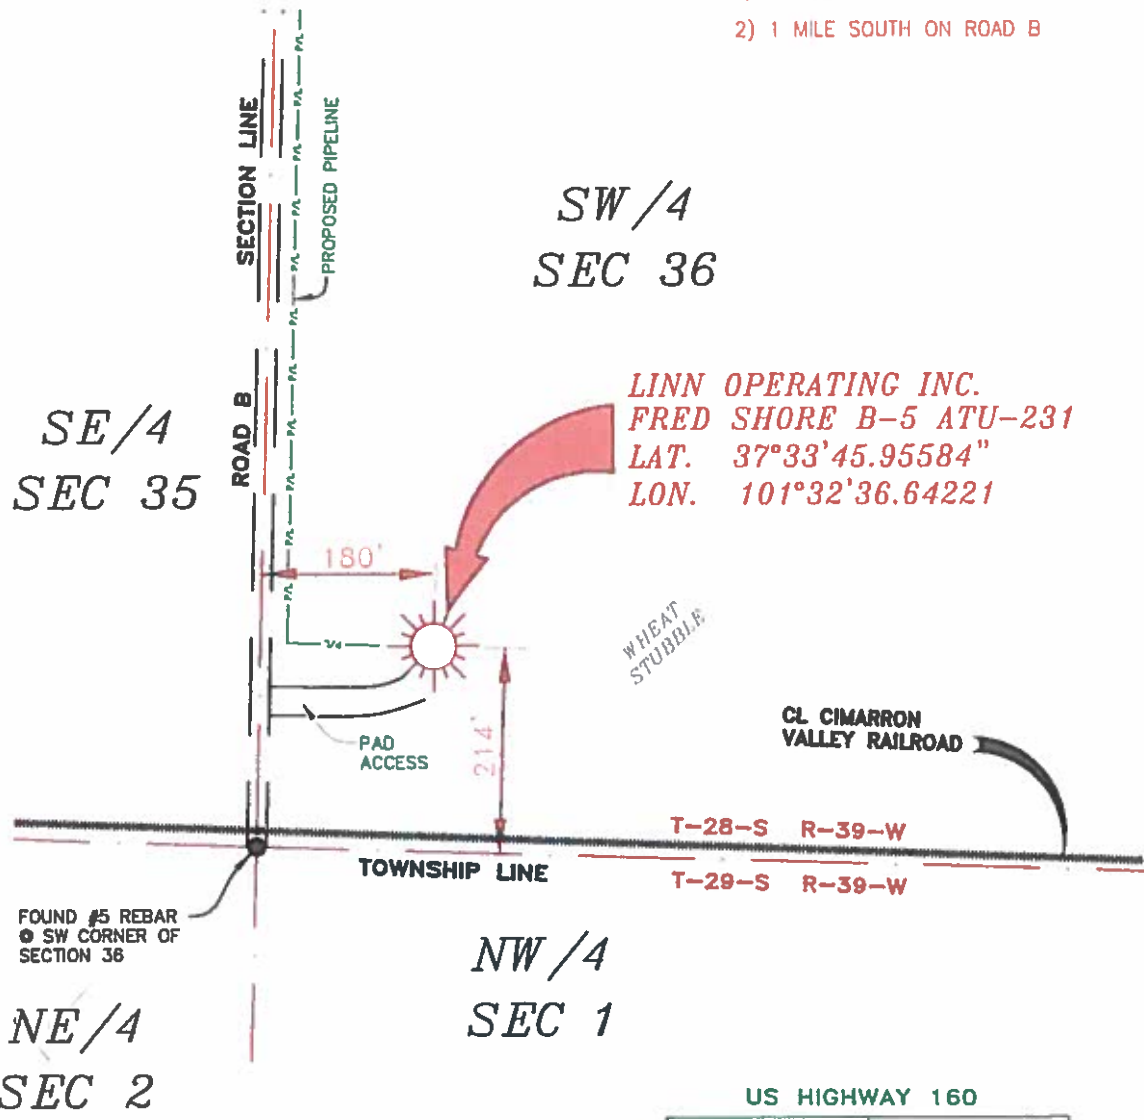 2) 1 MILE SOUTH ON ROAD B
P/L
SECTION LINE
PROPOSED PIPELINE
SW/4
SEC 36
LINN OPERATING INC.
FRED SHORE B-5 ATU-231
LAT. 37°33'45.95584"
LON. 101°32'36.64221
SE/4
SEC 35
ROAD B
180'
WHEAT
STUBBLE
214'
PAD
ACCESS
CL CIMARRON
VALLEY RAILROAD
T-28-S R-39-W
TOWNSHIP LINE
T-29-S R-39-W
FOUND #5 REBAR
@ SW CORNER OF
SECTION 36
NW/4
SEC 1
NE/4
SEC 2
US HIGHWAY 160